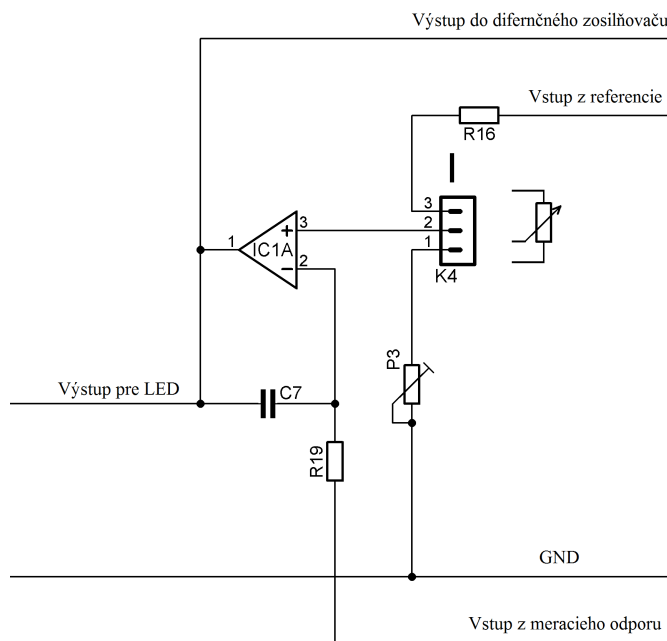 Výstup do difernčného zosilňovaču
Vstup z referencie
R16
3
2
1
K4
3
2
1
IC1A
P3
Výstup pre LED
C7
R19
GND
Vstup z meracieho odporu